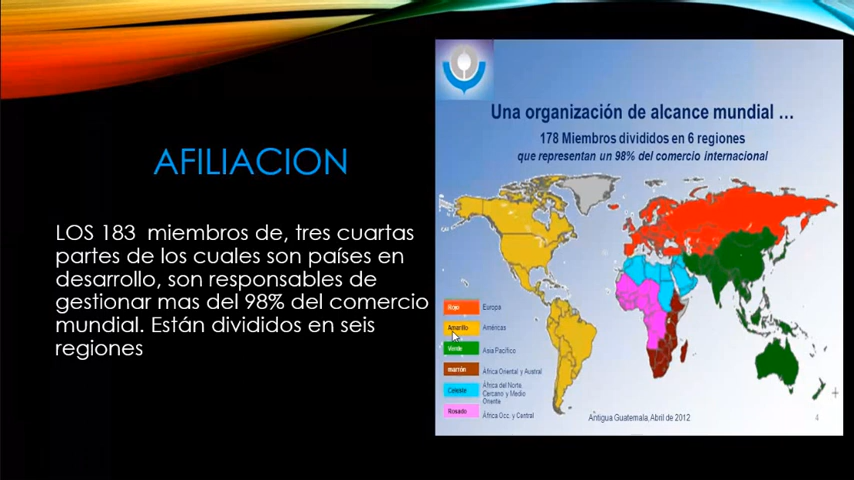 AFILIACION
LOS 183 miembros de, tres cuartas
partes de los cuales son países en
desarrollo, son responsables de
gestionar mas del 98% del comercio
mundial. Están divididos en seis
regiones
Una organización de alcance mundial ...
178 Miembros divididos en 6 regiones
que representan un 98% del comercio internacional
Rojo Europa
Amarillo Américas
Verde Asia Pacífico
marrón África Oriental y Austral
Celeste África del Norte, Cercano y Medio Oriente
Rosado África Occ. y Central
Antigua Guatemala, Abril de 2012
4